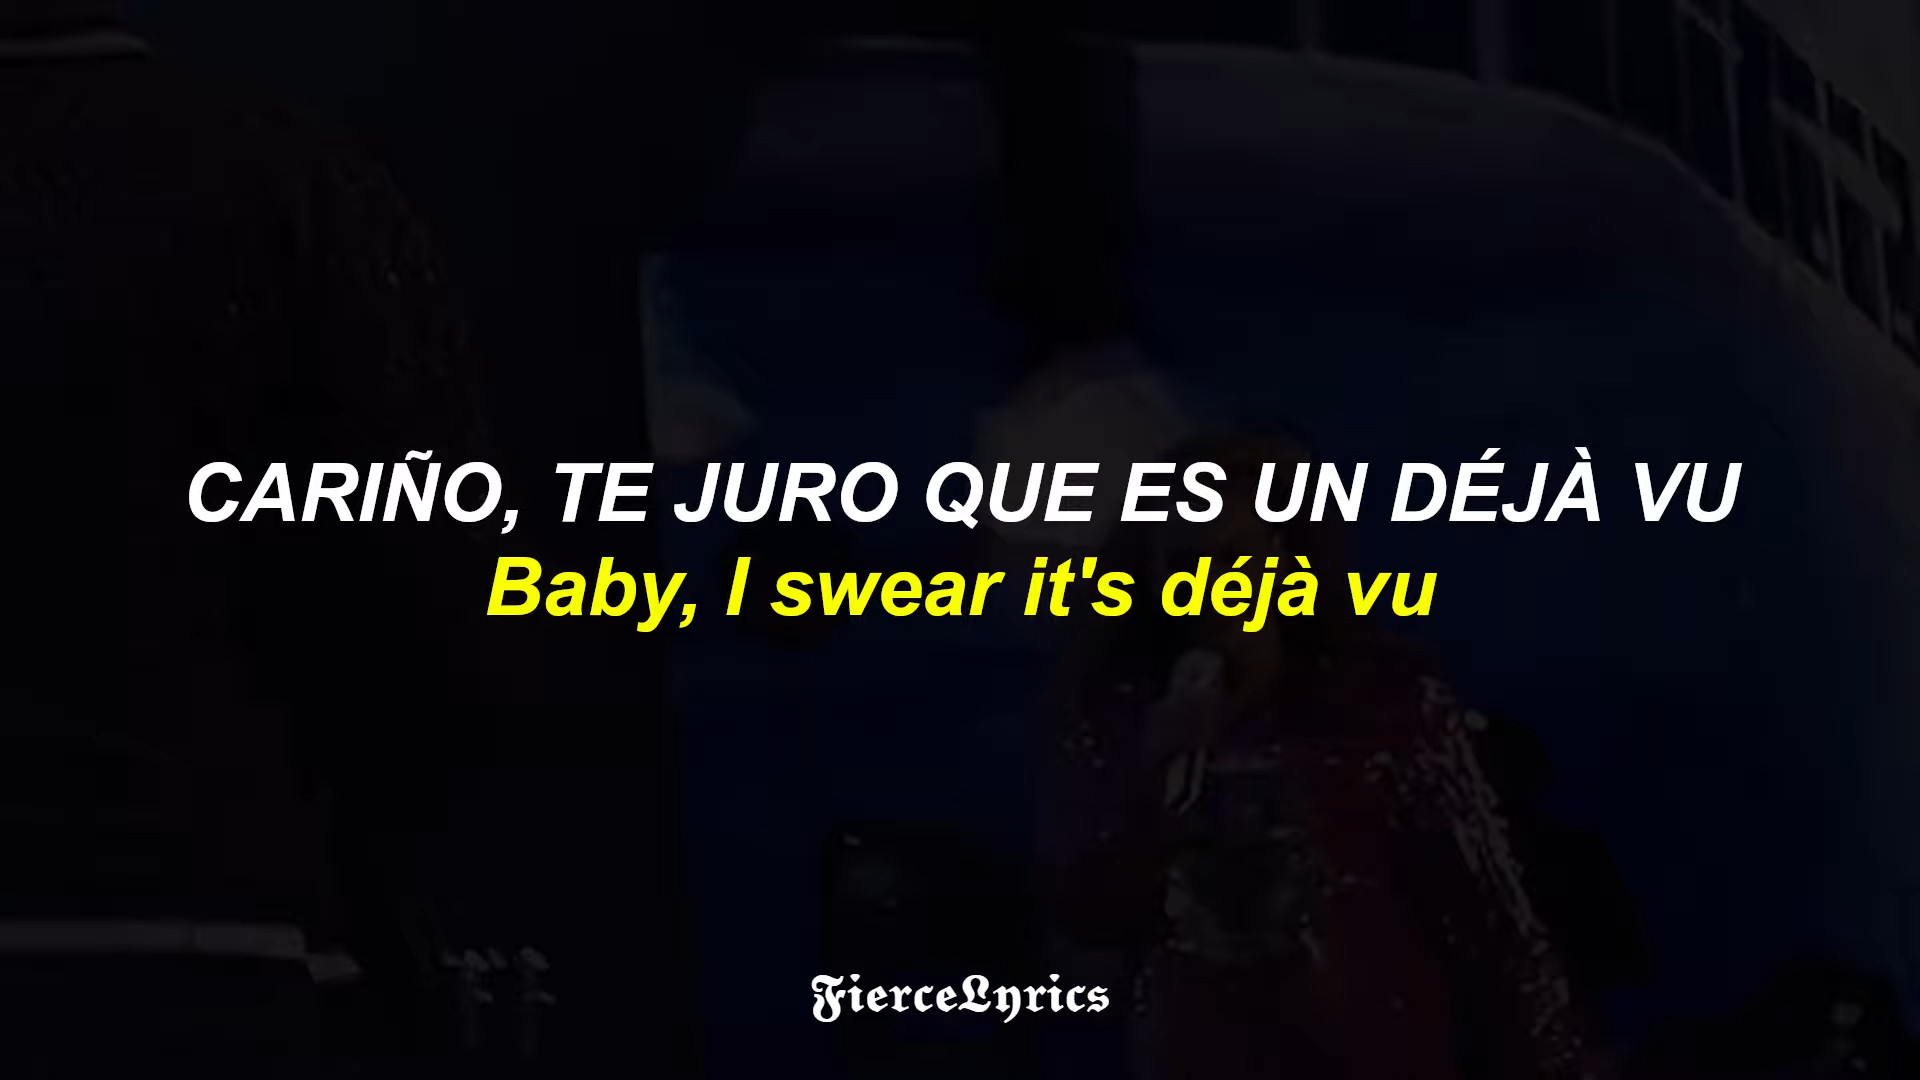 CARIÑO, TE JURO QUE ES UN DÉJÀ VU
Baby, I swear it's déjà vu
FierceLyrics